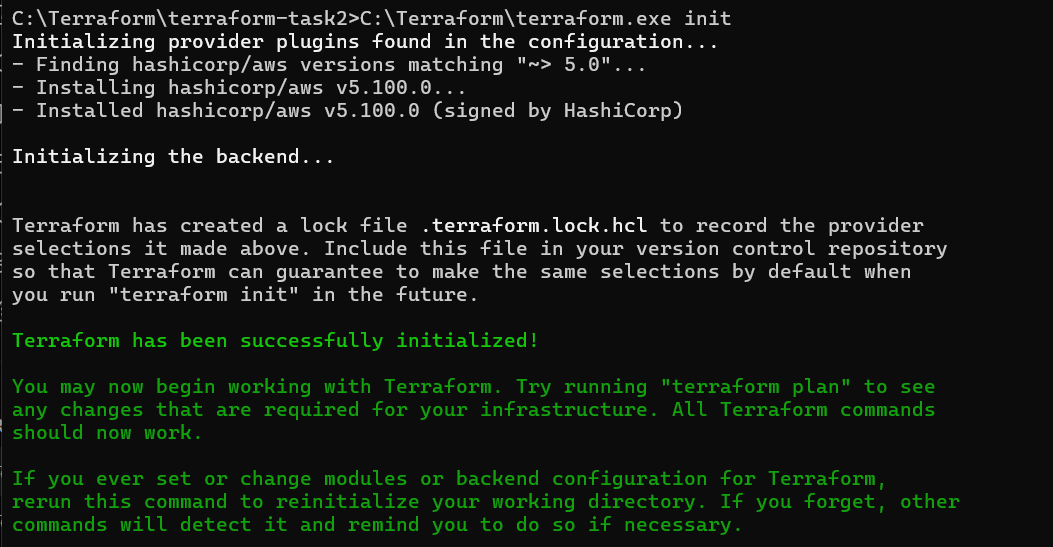 C:\Terraform\terraform-task2>C:\Terraform\terraform.exe init
Initializing provider plugins found in the configuration...
- Finding hashicorp/aws versions matching "~> 5.0"...
- Installing hashicorp/aws v5.100.0...
- Installed hashicorp/aws v5.100.0 (signed by HashiCorp)
Initializing the backend...
Terraform has created a lock file .terraform.lock.hcl to record the provider
selections it made above. Include this file in your version control repository
so that Terraform can guarantee to make the same selections by default when
you run "terraform init" in the future.
Terraform has been successfully initialized!
You may now begin working with Terraform. Try running "terraform plan" to see
any changes that are required for your infrastructure. All Terraform commands
should now work.
If you ever set or change modules or backend configuration for Terraform,
rerun this command to reinitialize your working directory. If you forget, other
commands will detect it and remind you to do so if necessary.